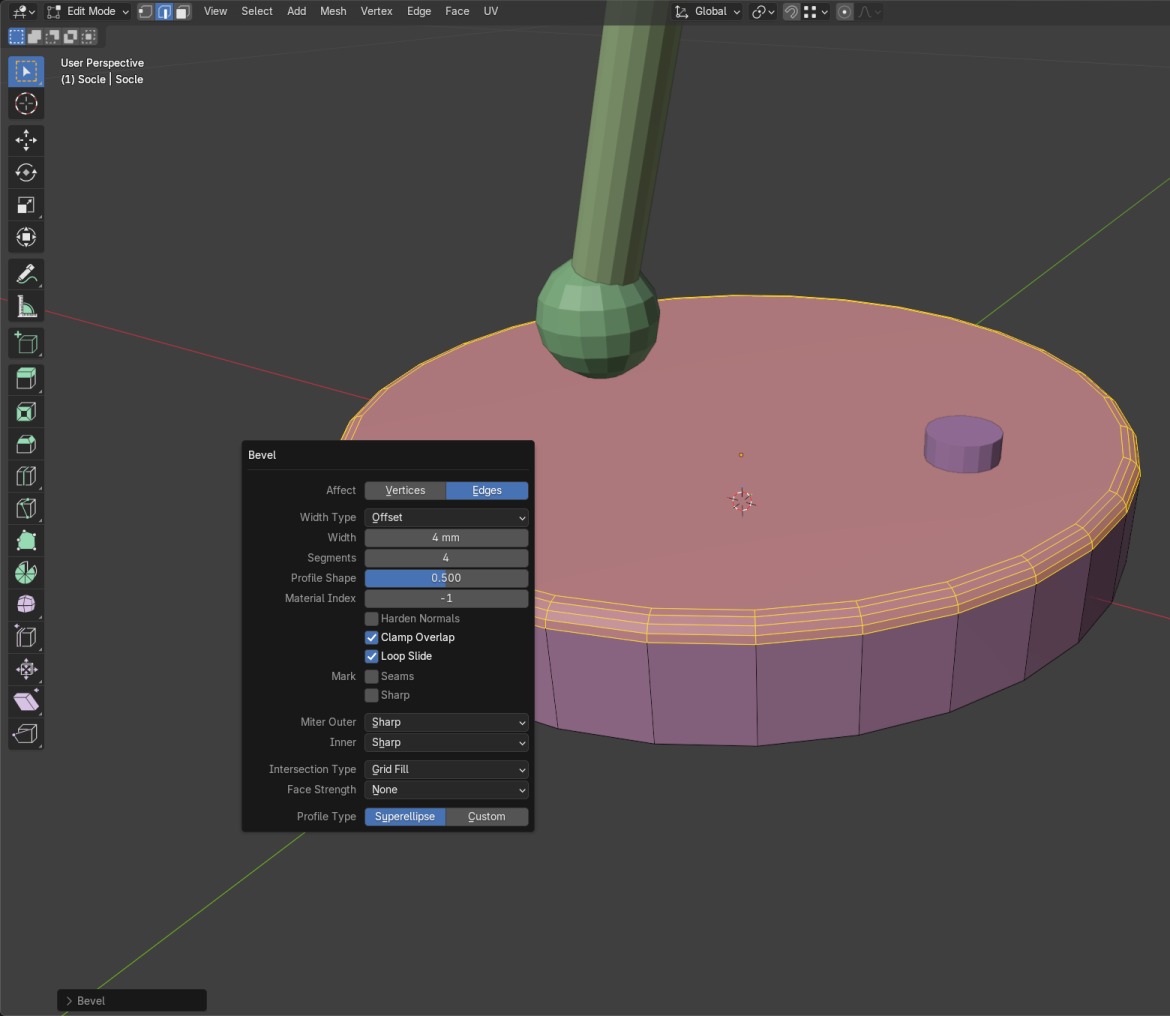 Edit Mode View Select Add Mesh Vertex Edge Face UV Global
User Perspective
(1) Socle | Socle
Bevel
Affect Vertices Edges
Width Type Offset
Width 4 mm
Segments 4
Profile Shape 0.500
Material Index -1
Harden Normals
Clamp Overlap
Loop Slide
Mark Seams
Sharp
Miter Outer Sharp
Inner Sharp
Intersection Type Grid Fill
Face Strength None
Profile Type Superellipse Custom
Bevel